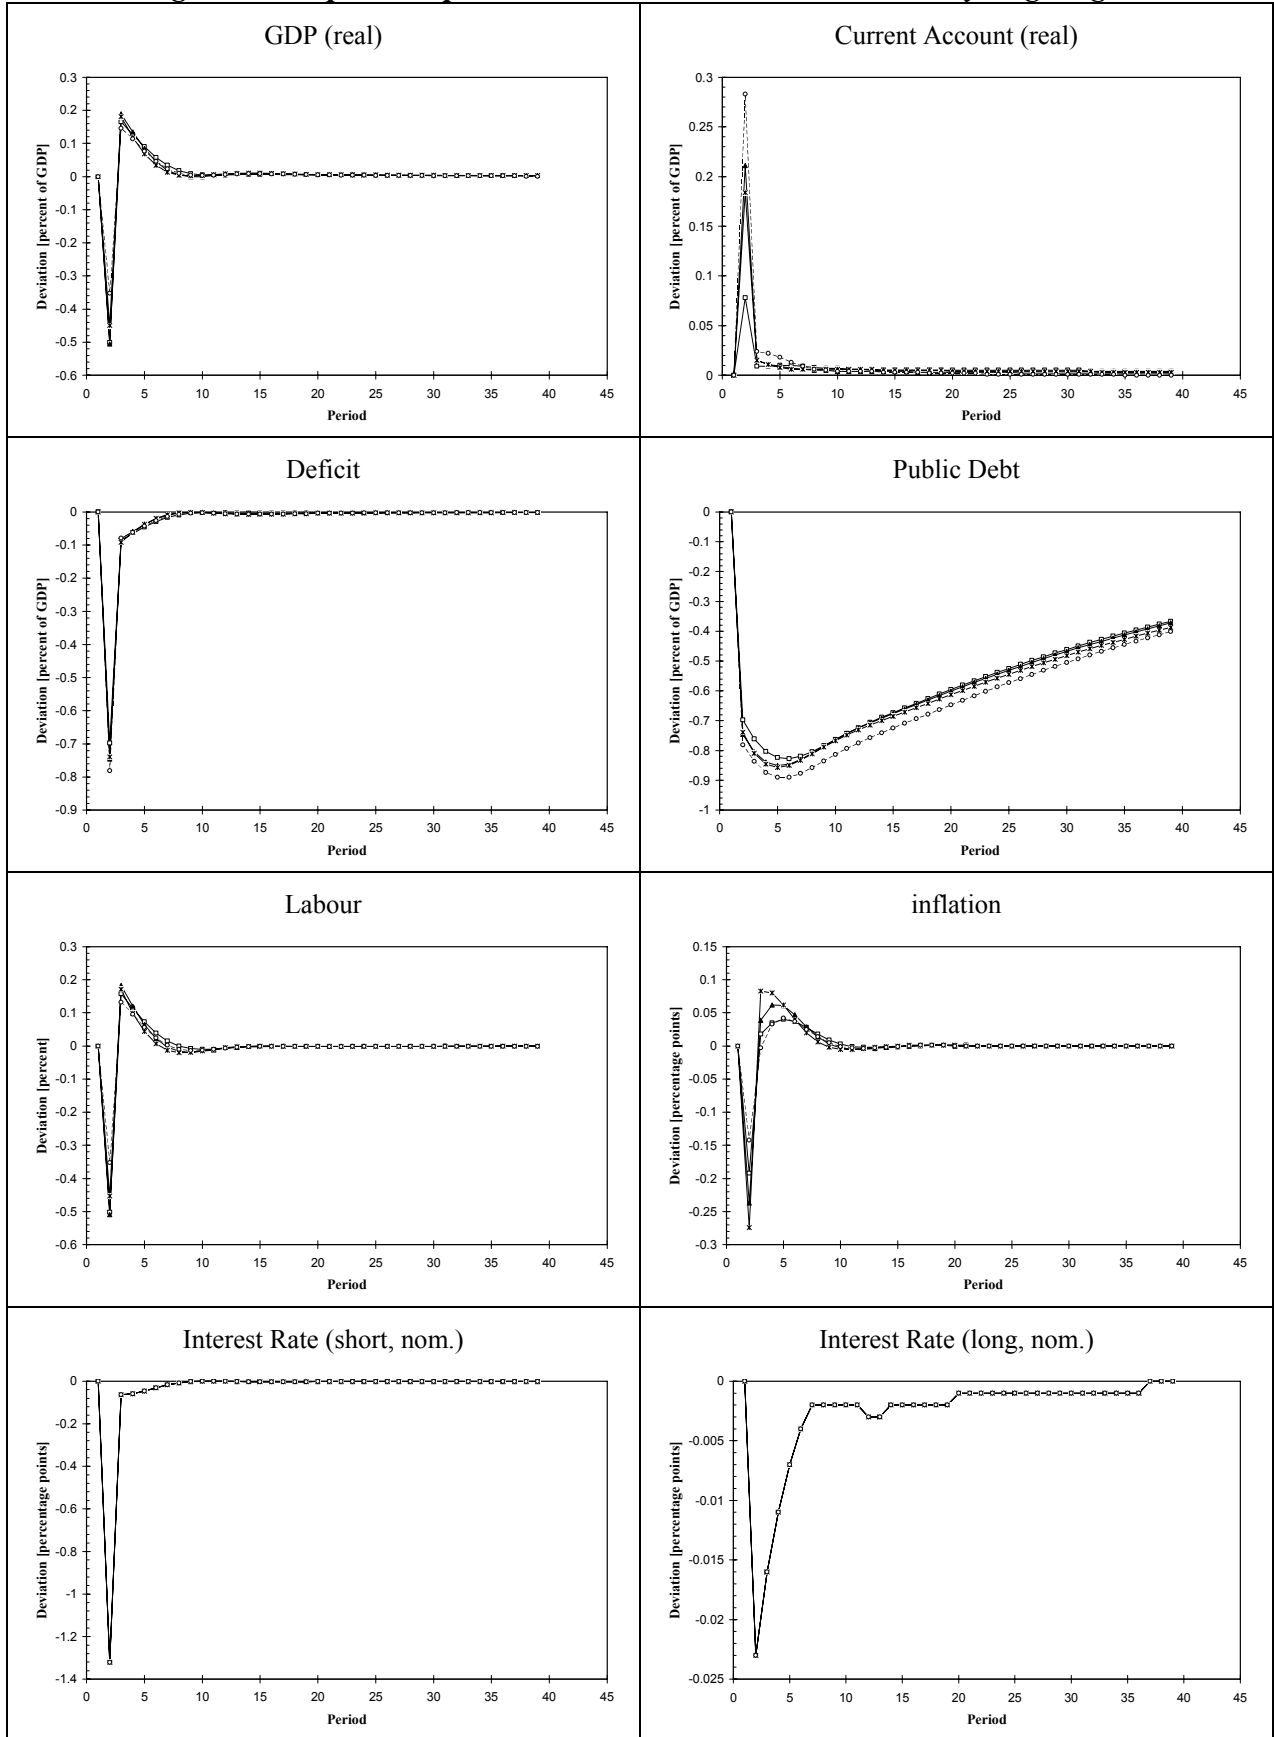 GDP (real)
0.3
0.2
0.1
0
-0.1
-0.2
-0.3
-0.4
-0.5
-0.6
Deviation [percent of GDP]
0 5 10 15 20 25 30 35 40 45
Period
Current Account (real)
0.3
0.25
0.2
0.15
0.1
0.05
0
Deviation [percent of GDP]
0 5 10 15 20 25 30 35 40 45
Period
Deficit
0
-0.1
-0.2
-0.3
-0.4
-0.5
-0.6
-0.7
-0.8
-0.9
Deviation [percent of GDP]
0 5 10 15 20 25 30 35 40 45
Period
Public Debt
0
-0.1
-0.2
-0.3
-0.4
-0.5
-0.6
-0.7
-0.8
-0.9
-1
Deviation [percent of GDP]
0 5 10 15 20 25 30 35 40 45
Period
Labour
0.3
0.2
0.1
0
-0.1
-0.2
-0.3
-0.4
-0.5
-0.6
Deviation [percent]
0 5 10 15 20 25 30 35 40 45
Period
inflation
0.15
0.1
0.05
0
-0.05
-0.1
-0.15
-0.2
-0.25
-0.3
Deviation [percentage points]
0 5 10 15 20 25 30 35 40 45
Period
Interest Rate (short, nom.)
0
-0.2
-0.4
-0.6
-0.8
-1
-1.2
-1.4
Deviation [percentage points]
0 5 10 15 20 25 30 35 40 45
Period
Interest Rate (long, nom.)
0
-0.005
-0.01
-0.015
-0.02
-0.025
Deviation [percentage points]
0 5 10 15 20 25 30 35 40 45
Period